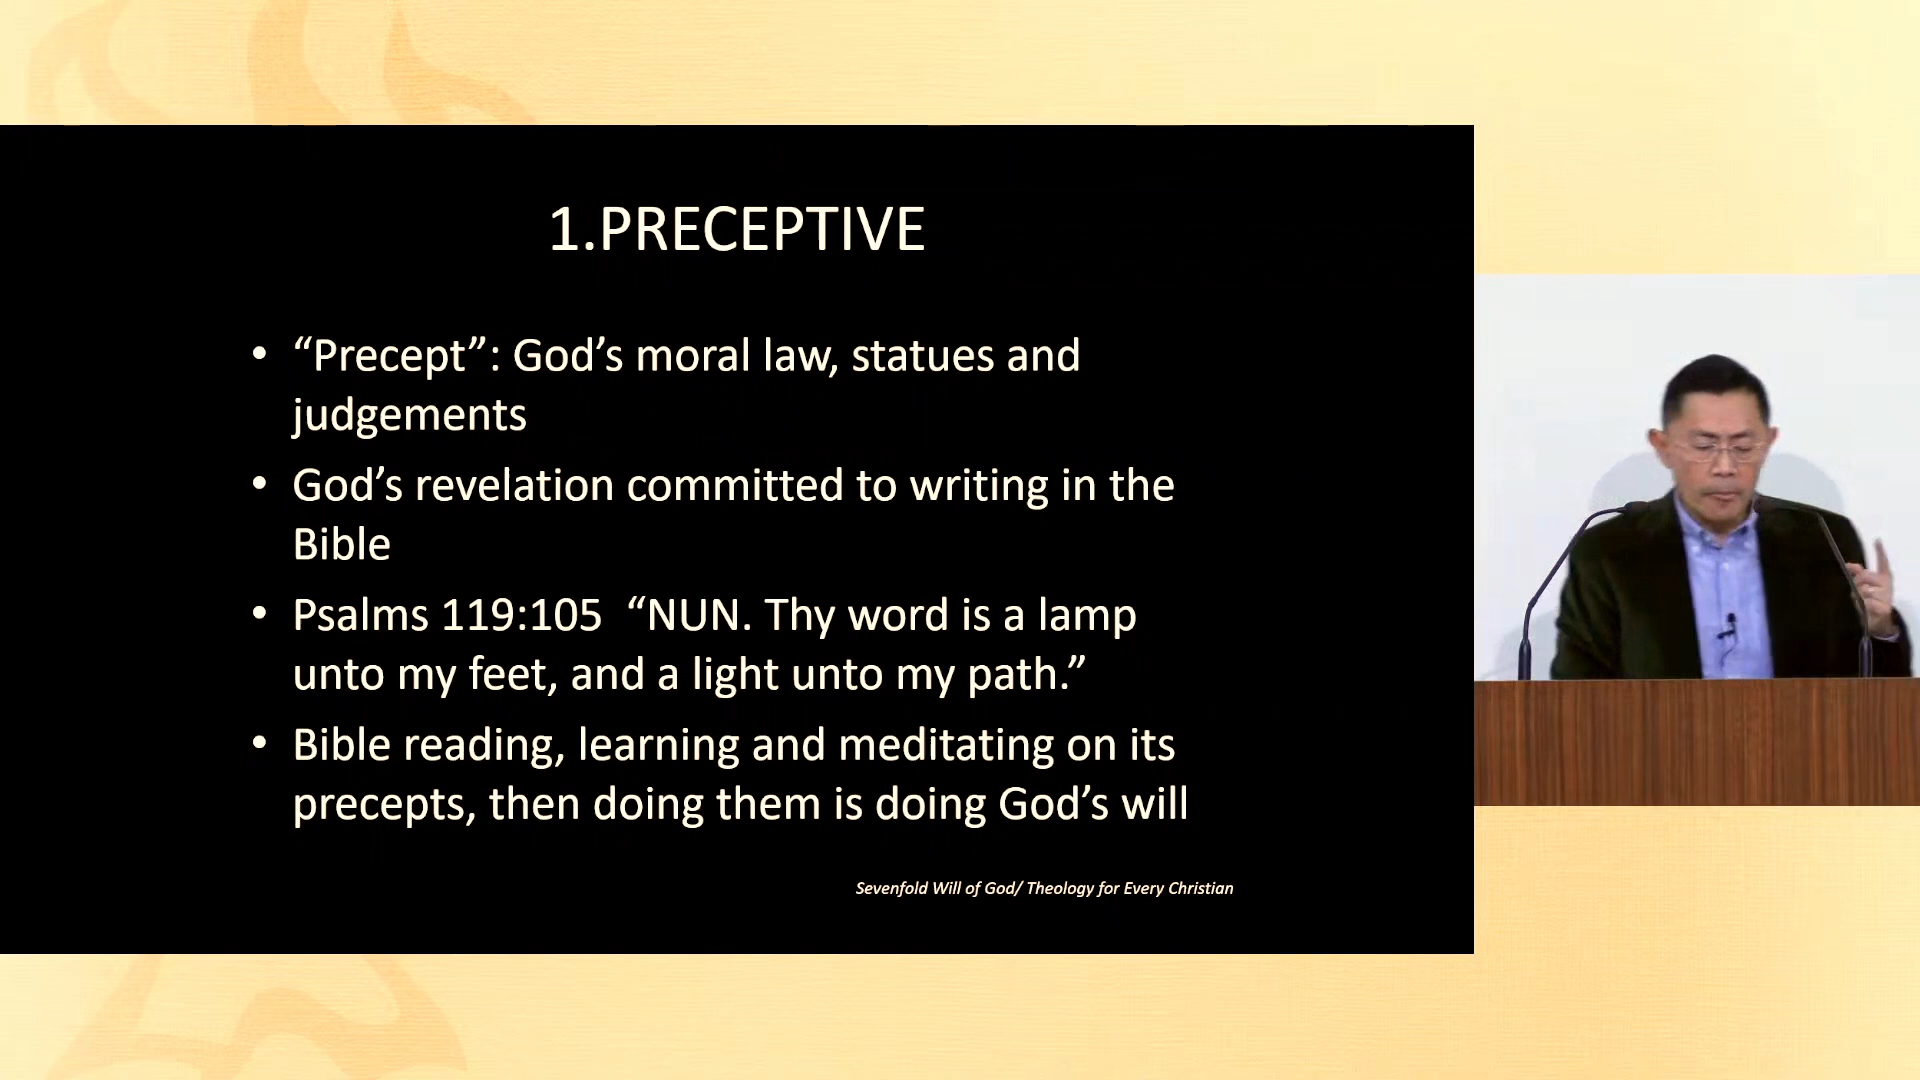 1.PRECEPTIVE
• “Precept”: God’s moral law, statues and
judgements
• God’s revelation committed to writing in the
Bible
• Psalms 119:105  “NUN. Thy word is a lamp
unto my feet, and a light unto my path.”
• Bible reading, learning and meditating on its
precepts, then doing them is doing God’s will
Sevenfold Will of God/ Theology for Every Christian